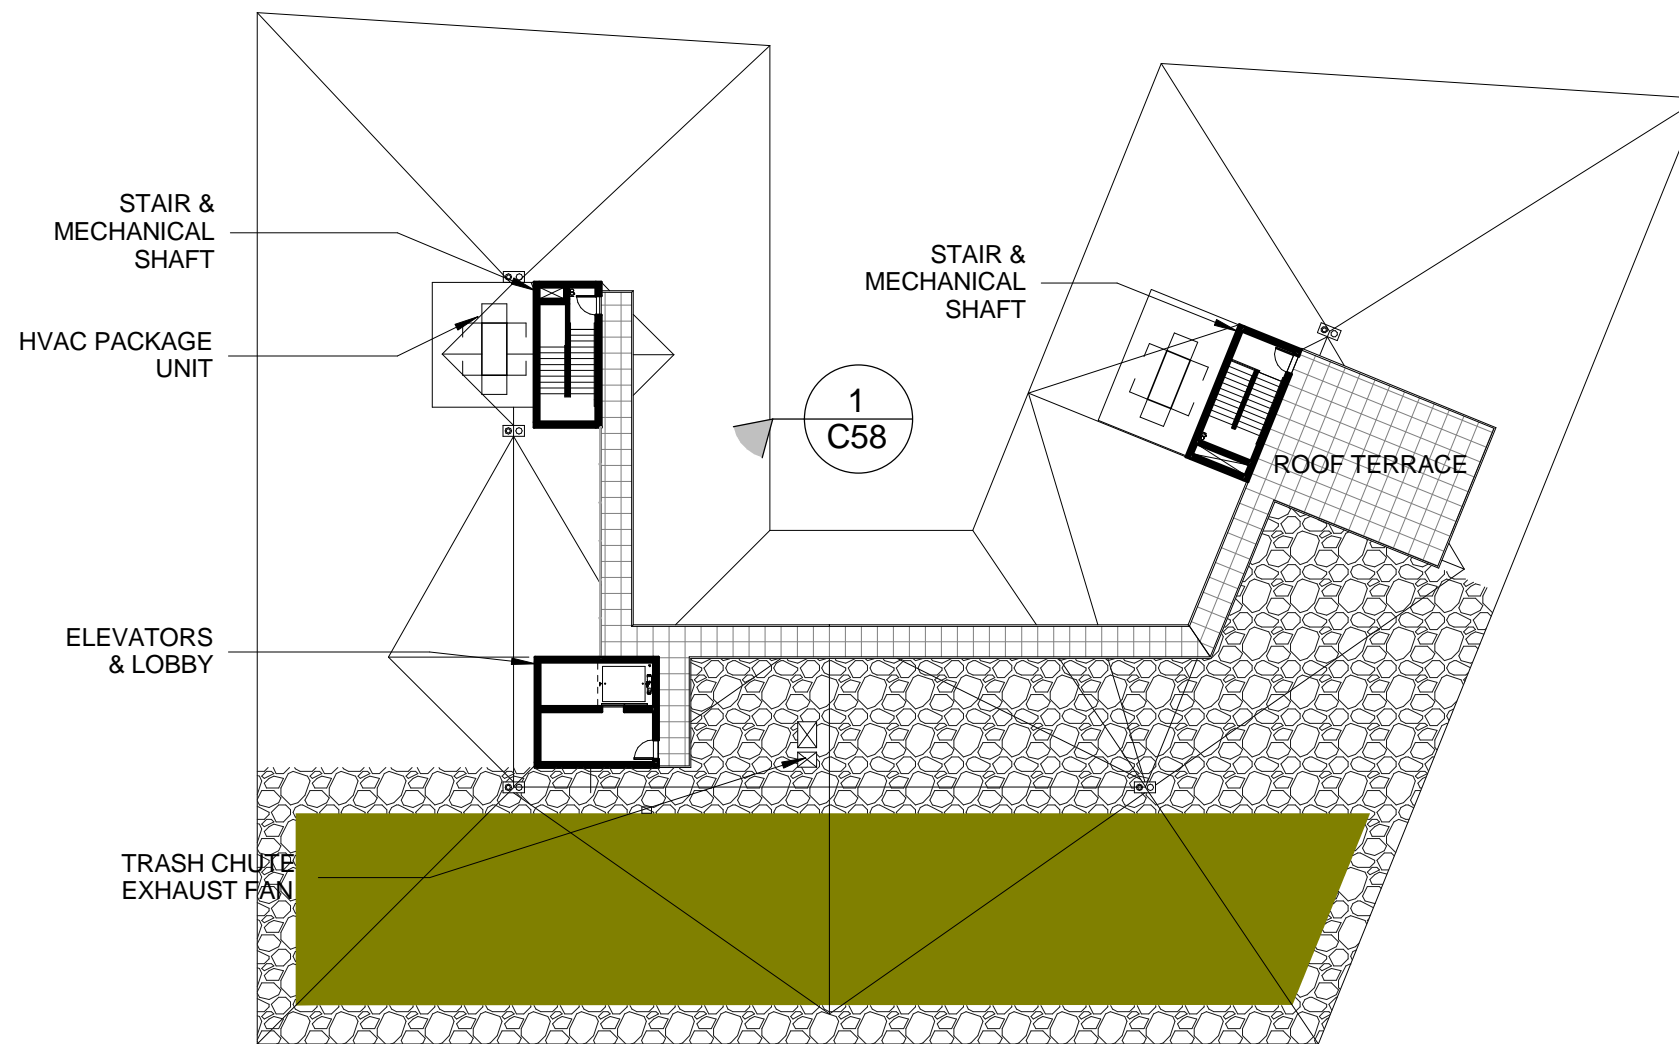 STAIR &
MECHANICAL
SHAFT
HVAC PACKAGE
UNIT
STAIR &
MECHANICAL
SHAFT
1
C58
ROOF TERRACE
ELEVATORS
& LOBBY
TRASH CHUTE
EXHAUST FAN